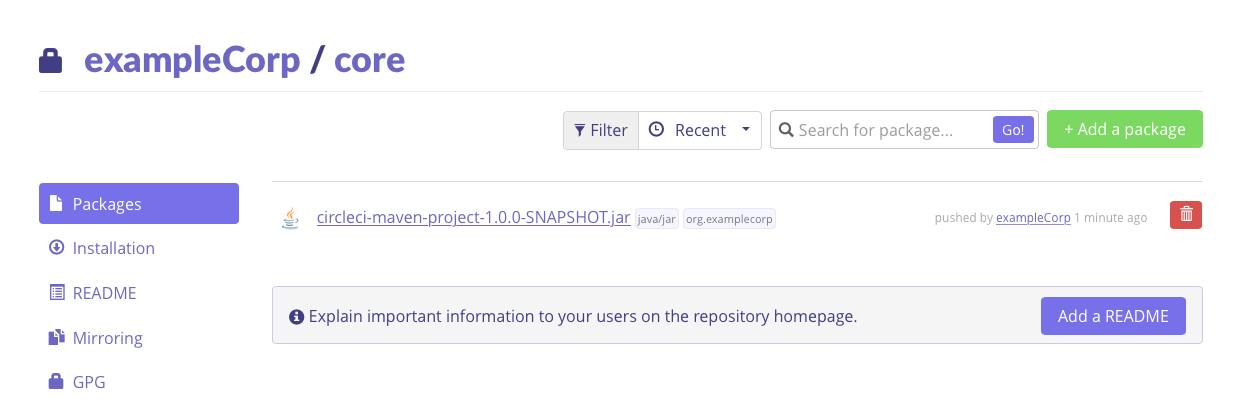 exampleCorp / core
Filter Recent Search for package... Go! + Add a package
Packages
circleci-maven-project-1.0.0-SNAPSHOT.jar java/jar org.examplecorp pushed by exampleCorp 1 minute ago
Installation
README
Mirroring
GPG
Explain important information to your users on the repository homepage. Add a README